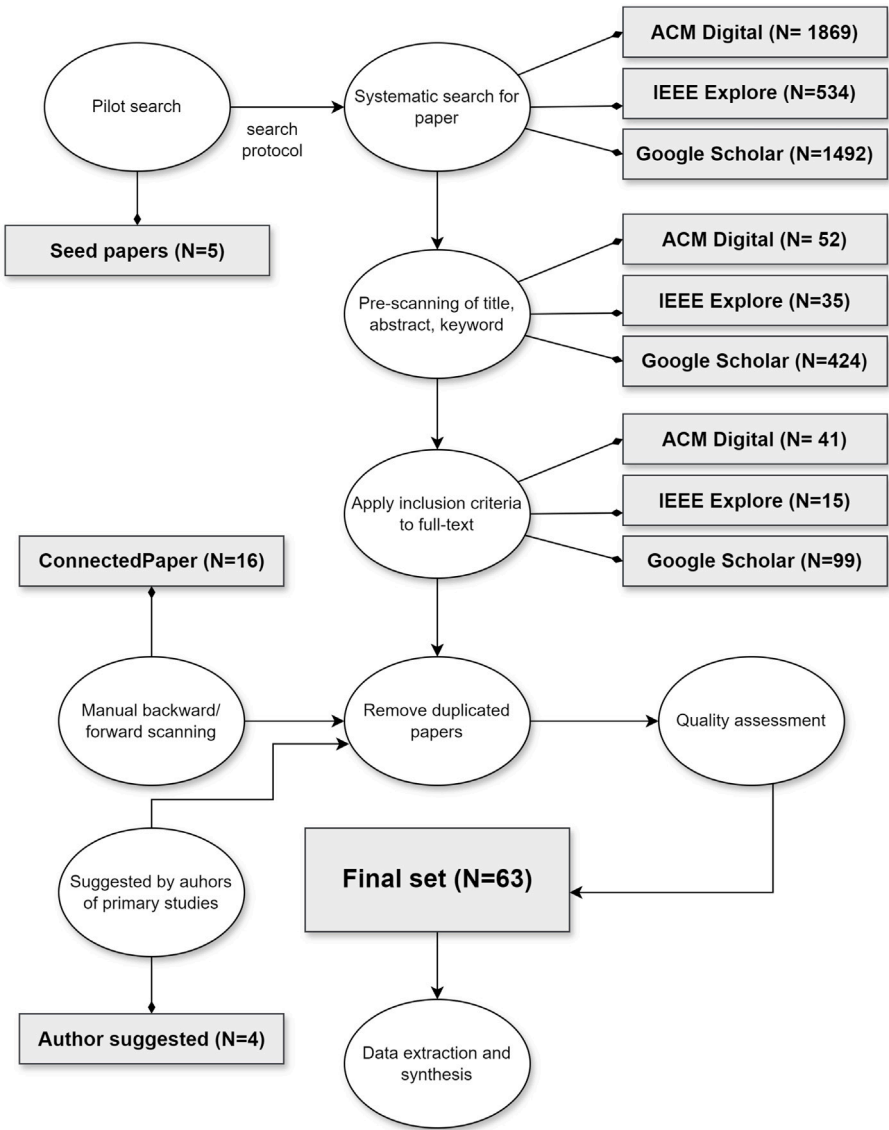 Pilot search
search
protocol
Systematic search for
paper
ACM Digital (N= 1869)
IEEE Explore (N=534)
Google Scholar (N=1492)
Seed papers (N=5)
Pre-scanning of title,
abstract, keyword
ACM Digital (N= 52)
IEEE Explore (N=35)
Google Scholar (N=424)
Apply inclusion criteria
to full-text
ACM Digital (N= 41)
IEEE Explore (N=15)
Google Scholar (N=99)
ConnectedPaper (N=16)
Manual backward/
forward scanning
Remove duplicated
papers
Quality assessment
Suggested by auhors
of primary studies
Final set (N=63)
Author suggested (N=4)
Data extraction and
synthesis